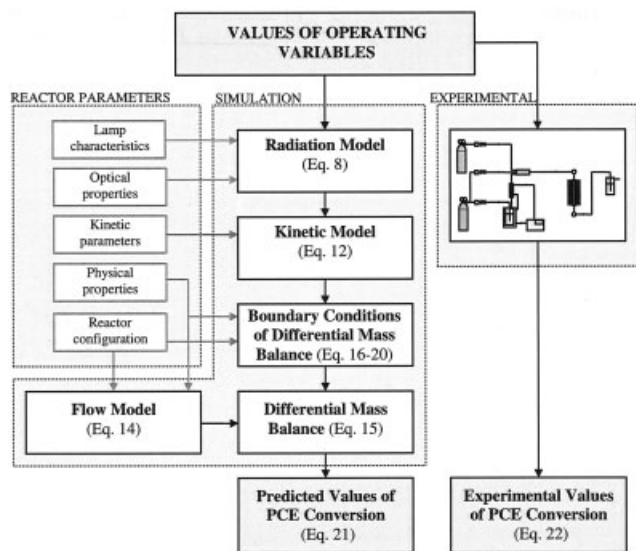 VALUES OF OPERATING
VARIABLES
REACTOR PARAMETERS
SIMULATION
EXPERIMENTAL
Lamp
characteristics
Optical
properties
Kinetic
parameters
Physical
properties
Reactor
configuration
Radiation Model
(Eq. 8)
Kinetic Model
(Eq. 12)
Boundary Conditions
of Differential Mass
Balance (Eq. 16-20)
Flow Model
(Eq. 14)
Differential Mass
Balance (Eq. 15)
Predicted Values of
PCE Conversion
(Eq. 21)
Experimental Values
of PCE Conversion
(Eq. 22)